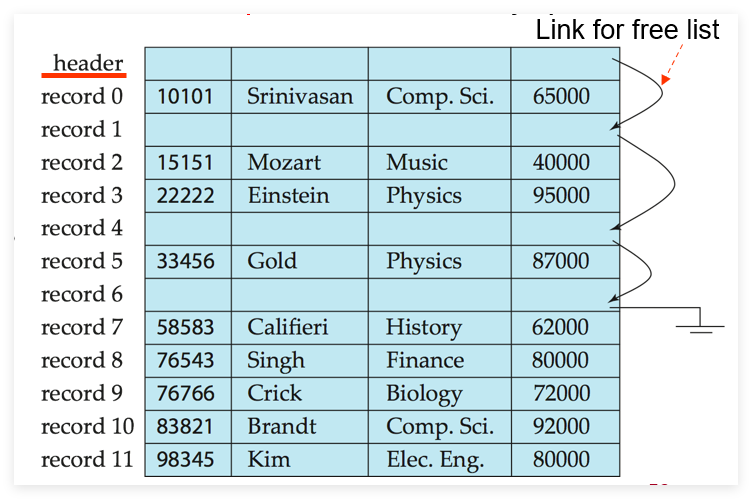 Link for free list
header
record 0 10101 Srinivasan Comp. Sci. 65000
record 1
record 2 15151 Mozart Music 40000
record 3 22222 Einstein Physics 95000
record 4
record 5 33456 Gold Physics 87000
record 6
record 7 58583 Califieri History 62000
record 8 76543 Singh Finance 80000
record 9 76766 Crick Biology 72000
record 10 83821 Brandt Comp. Sci. 92000
record 11 98345 Kim Elec. Eng. 80000